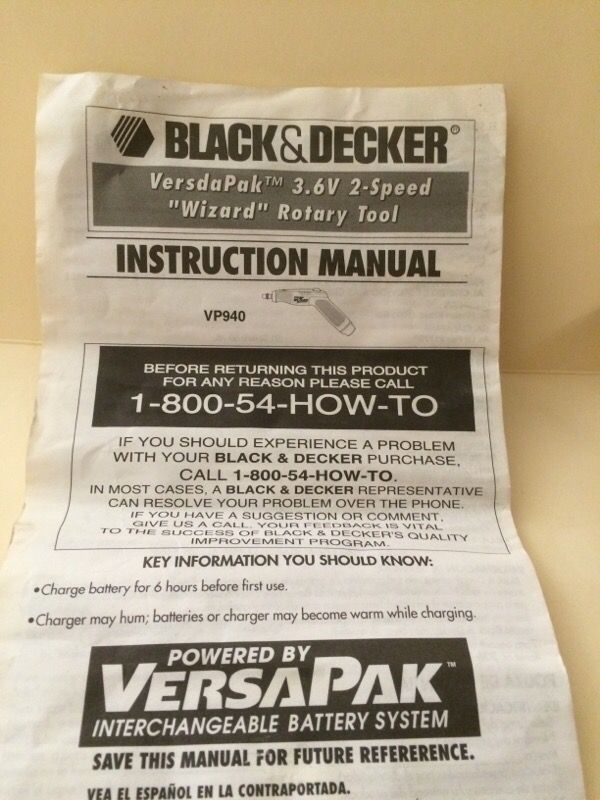 BLACK&DECKER®
VersdaPak™ 3.6V 2-Speed
"Wizard" Rotary Tool
INSTRUCTION MANUAL
VP940
BEFORE RETURNING THIS PRODUCT
FOR ANY REASON PLEASE CALL
1-800-54-HOW-TO
IF YOU SHOULD EXPERIENCE A PROBLEM
WITH YOUR BLACK & DECKER PURCHASE,
CALL 1-800-54-HOW-TO.
IN MOST CASES, A BLACK & DECKER REPRESENTATIVE
CAN RESOLVE YOUR PROBLEM OVER THE PHONE.
IF YOU HAVE A SUGGESTION OR COMMENT,
GIVE US A CALL. YOUR FEEDBACK IS VITAL
TO THE SUCCESS OF BLACK & DECKER'S QUALITY
IMPROVEMENT PROGRAM.
KEY INFORMATION YOU SHOULD KNOW:
•Charge battery for 6 hours before first use.
•Charger may hum; batteries or charger may become warm while charging.
POWERED BY
VERSAPAK™
INTERCHANGEABLE BATTERY SYSTEM
SAVE THIS MANUAL FOR FUTURE REFERERENCE.
VEA EL ESPAÑOL EN LA CONTRAPORTADA.